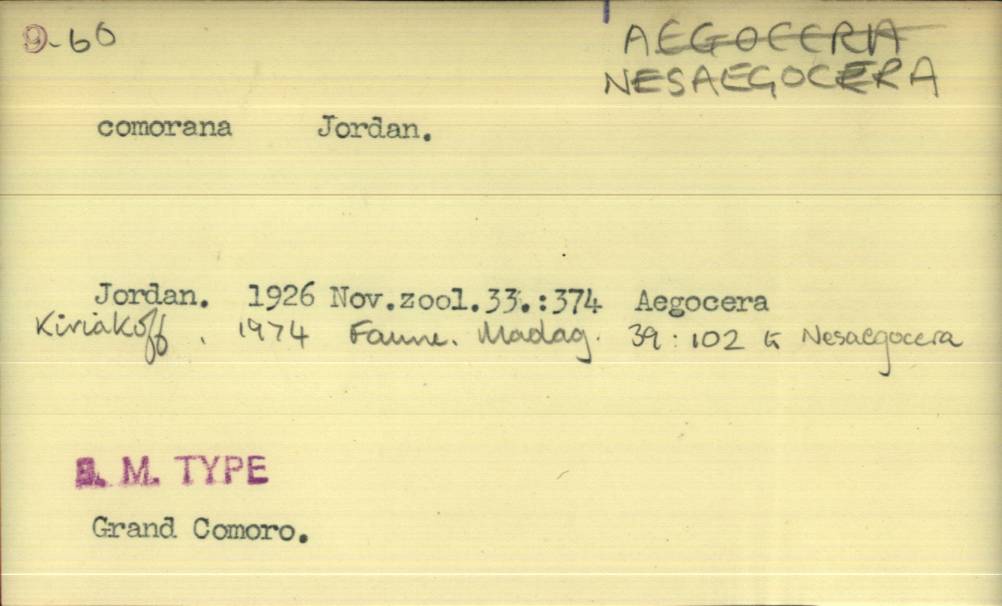 9-60
AEGOCERA
NESAEGOCERA
comorana Jordan.
Jordan. 1926 Nov.zool.33.:374 Aegocera
Kiriakoff. 1974 Faune. Madag. 39:102 G Nesaegocera
B. M. TYPE
Grand Comoro.